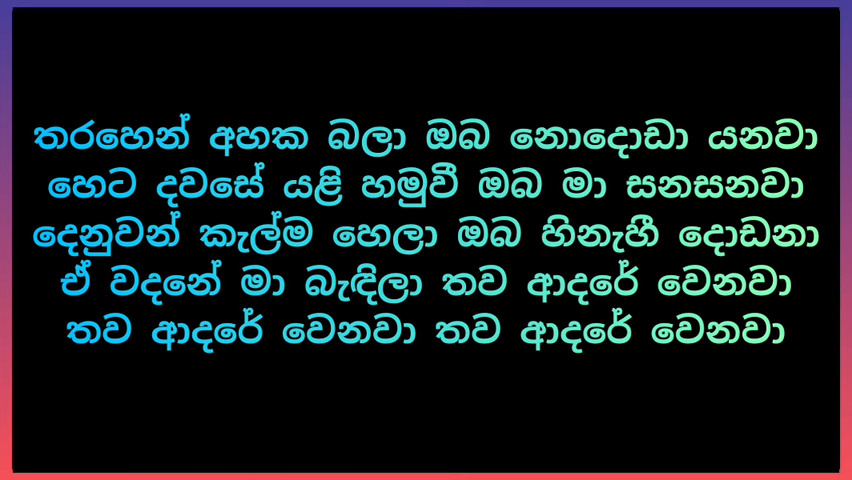 තරහෙන් අහක බලා ඔබ නොදොඩා යනවා
හෙට දවසේ යළි හමුවී ඔබ මා සනසනවා
දෙනුවන් කැල්ම හෙලා ඔබ හිනැහී දොඩනා
ඒ වදනේ මා බැඳිලා තව ආදරේ වෙනවා
තව ආදරේ වෙනවා තව ආදරේ වෙනවා